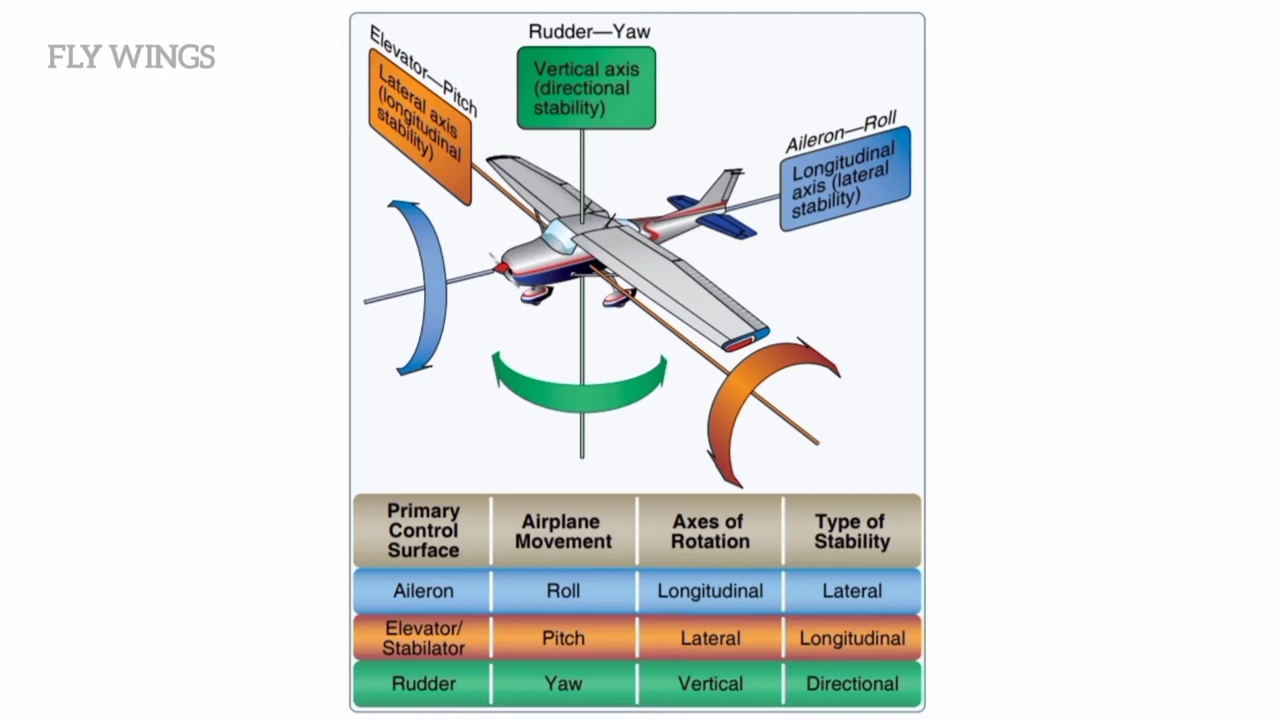 FLY WINGS
Elevator—Pitch
Lateral axis
(longitudinal
stability)
Rudder—Yaw
Vertical axis
(directional
stability)
Aileron—Roll
Longitudinal
axis (lateral
stability)
Primary
Control
Surface
Airplane
Movement
Axes of
Rotation
Type of
Stability
Aileron
Roll
Longitudinal
Lateral
Elevator/
Stabilator
Pitch
Lateral
Longitudinal
Rudder
Yaw
Vertical
Directional